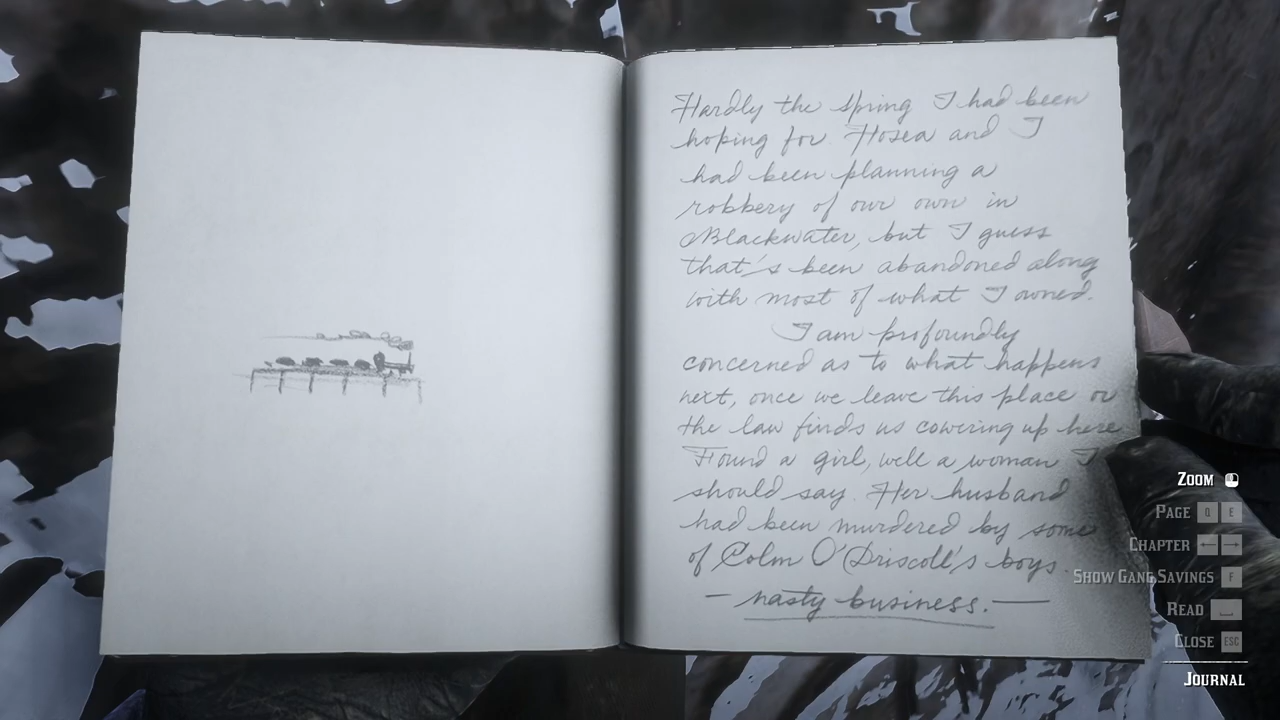 Hardly the spring I had been
hoping for. Hosea and I
had been planning a
robbery of our own in
Blackwater, but I guess
that's been abandoned along
with most of what I owned.
I am profoundly
concerned as to what happens
next, once we leave this place or
the law finds us cowering up here
Found a girl, well a woman I
should say. Her husband
had been murdered by some
of Colm O'Driscoll's boys.
— nasty business. —
ZOOM
PAGE Q E
CHAPTER ← →
SHOW GANG SAVINGS F
READ
CLOSE ESC
JOURNAL